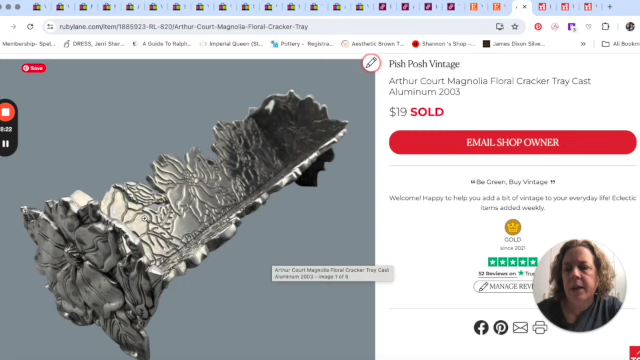 rubylane.com/item/1885923-RL-820/Arthur-Court-Magnolia-Floral-Cracker-Tray
Membership- Spel...
DRESS, Jerri Sher...
A Guide To Ralph...
Imperial Queen (St...
Pottery - Registra...
Aesthetic Brown T...
Shannon 's Shop -...
James Dixon Silve...
All Bookm
Save
8:22
Pish Posh Vintage
Arthur Court Magnolia Floral Cracker Tray Cast
Aluminum 2003
$19 SOLD
EMAIL SHOP OWNER
" Be Green, Buy Vintage "
Welcome! Happy to help you add a bit of vintage to your everyday life! Eclectic
items added weekly.
GOLD
since 2021
52 Reviews on
MANAGE REVI
Arthur Court Magnolia Floral Cracker Tray Cast
Aluminum 2003 - image 1 of 5